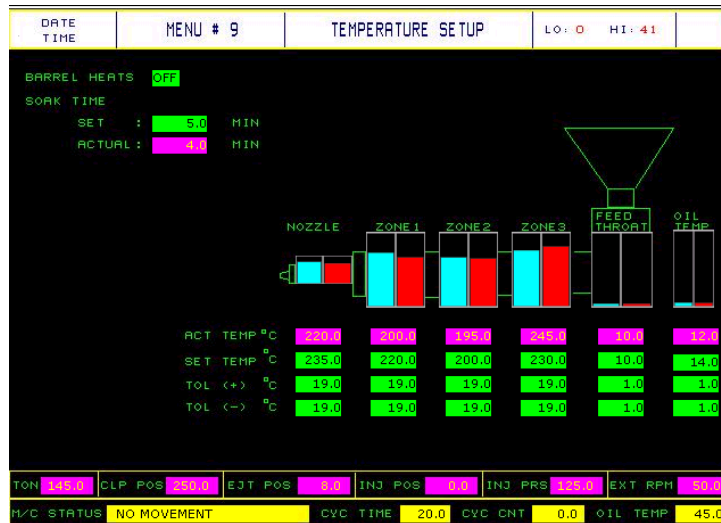 DATE TIME MENU # 9 TEMPERATURE SETUP LO: 0 HI: 41
BARREL HEATS OFF
SOAK TIME
SET : 5.0 MIN
ACTUAL: 4.0 MIN
NOZZLE ZONE1 ZONE2 ZONE3 FEED THROAT OIL TEMP
ACT TEMP °C 220.0 200.0 195.0 245.0 10.0 12.0
SET TEMP °C 235.0 220.0 200.0 230.0 10.0 14.0
TOL (+) °C 19.0 19.0 19.0 19.0 1.0 1.0
TOL (-) °C 19.0 19.0 19.0 19.0 1.0 1.0
TON 145.0 CLP POS 250.0 EJT POS 8.0 INJ POS 0.0 INJ PRS 125.0 EXT RPM 50.0
M/C STATUS NO MOVEMENT CYC TIME 20.0 CYC CNT 0.0 OIL TEMP 45.0